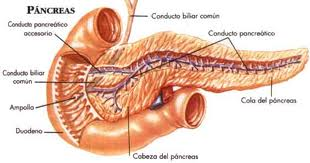 PÁNCREAS
Conducto pancreático
accesorio
Conducto biliar común
Conducto pancreático
Conducto biliar
común
Ampolla
Duodeno
Cola del páncreas
Cabeza del páncreas